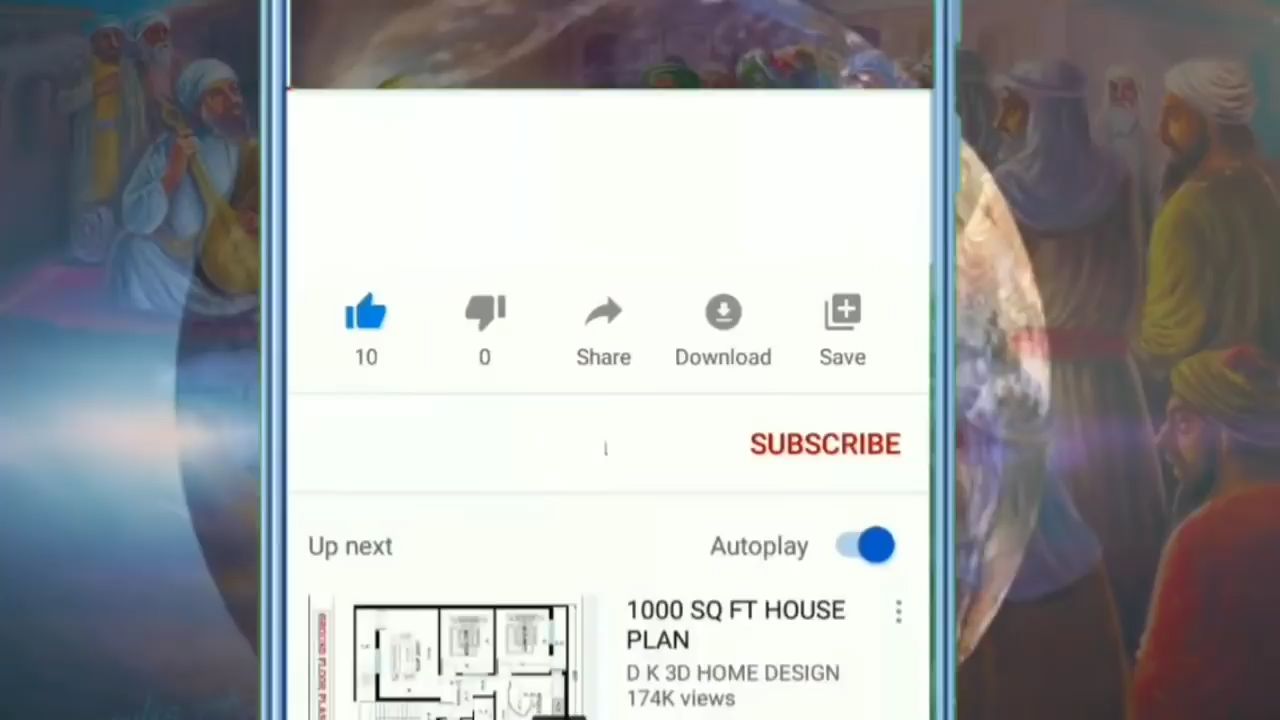 10
0
Share
Download
Save
SUBSCRIBE
Up next
Autoplay
1000 SQ FT HOUSE
PLAN
D K 3D HOME DESIGN
174K views